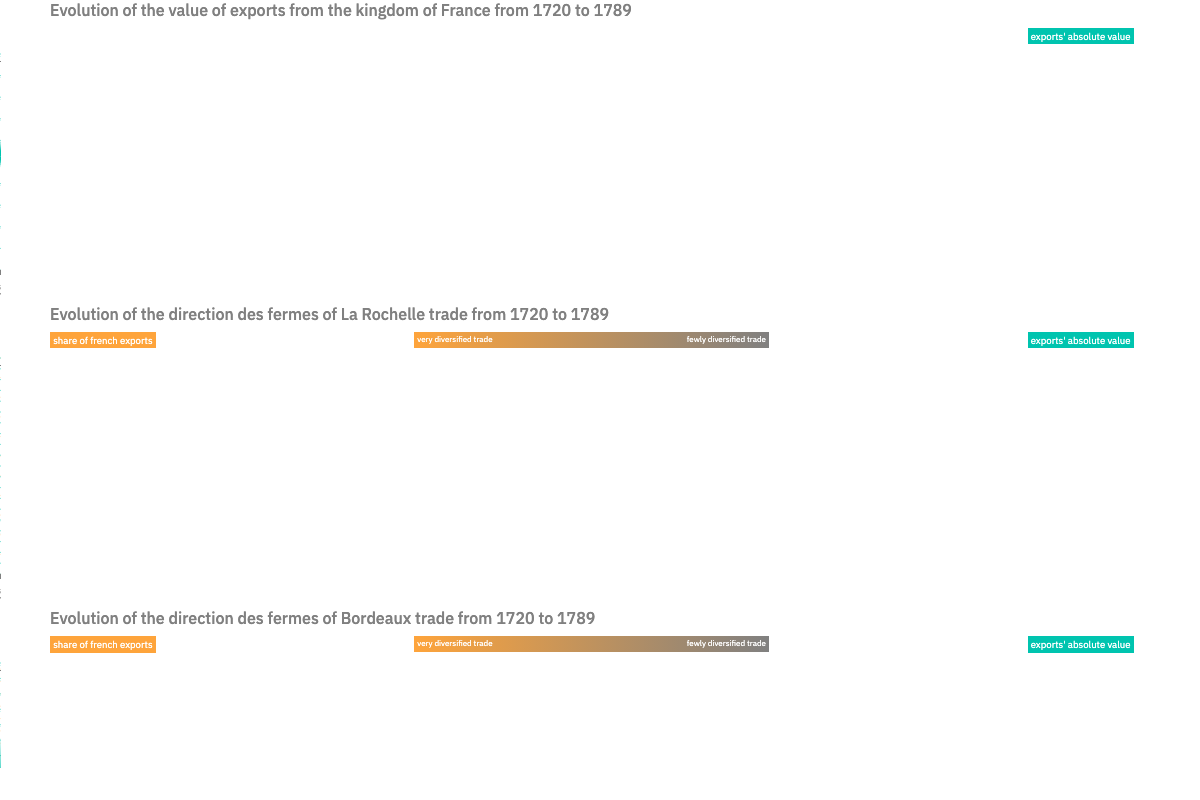 Evolution of the value of exports from the kingdom of France from 1720 to 1789
exports' absolute value
Evolution of the direction des fermes of La Rochelle trade from 1720 to 1789
share of french exports
very diversified trade
fewly diversified trade
exports' absolute value
Evolution of the direction des fermes of Bordeaux trade from 1720 to 1789
share of french exports
very diversified trade
fewly diversified trade
exports' absolute value